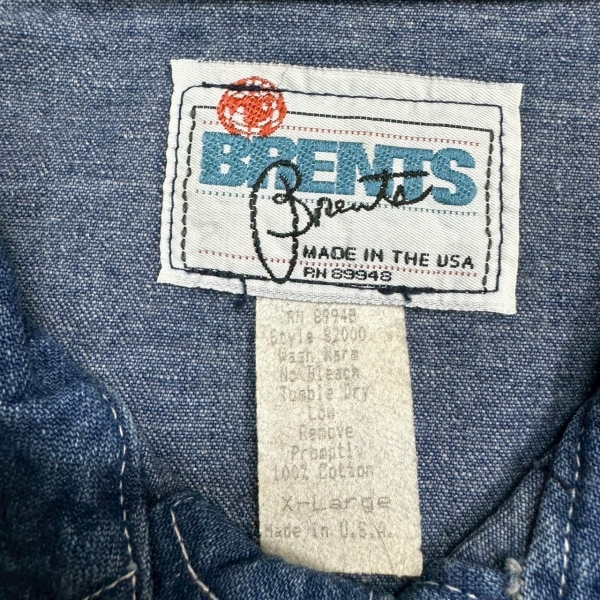 BRENTS
Brents
MADE IN THE USA
RN 89948
RN 89948
Style 52000
Wash Warm
No Bleach
Tumble Dry
Low
Remove
Promptl
100% Cotton
X-Large
Made in U.S.A.